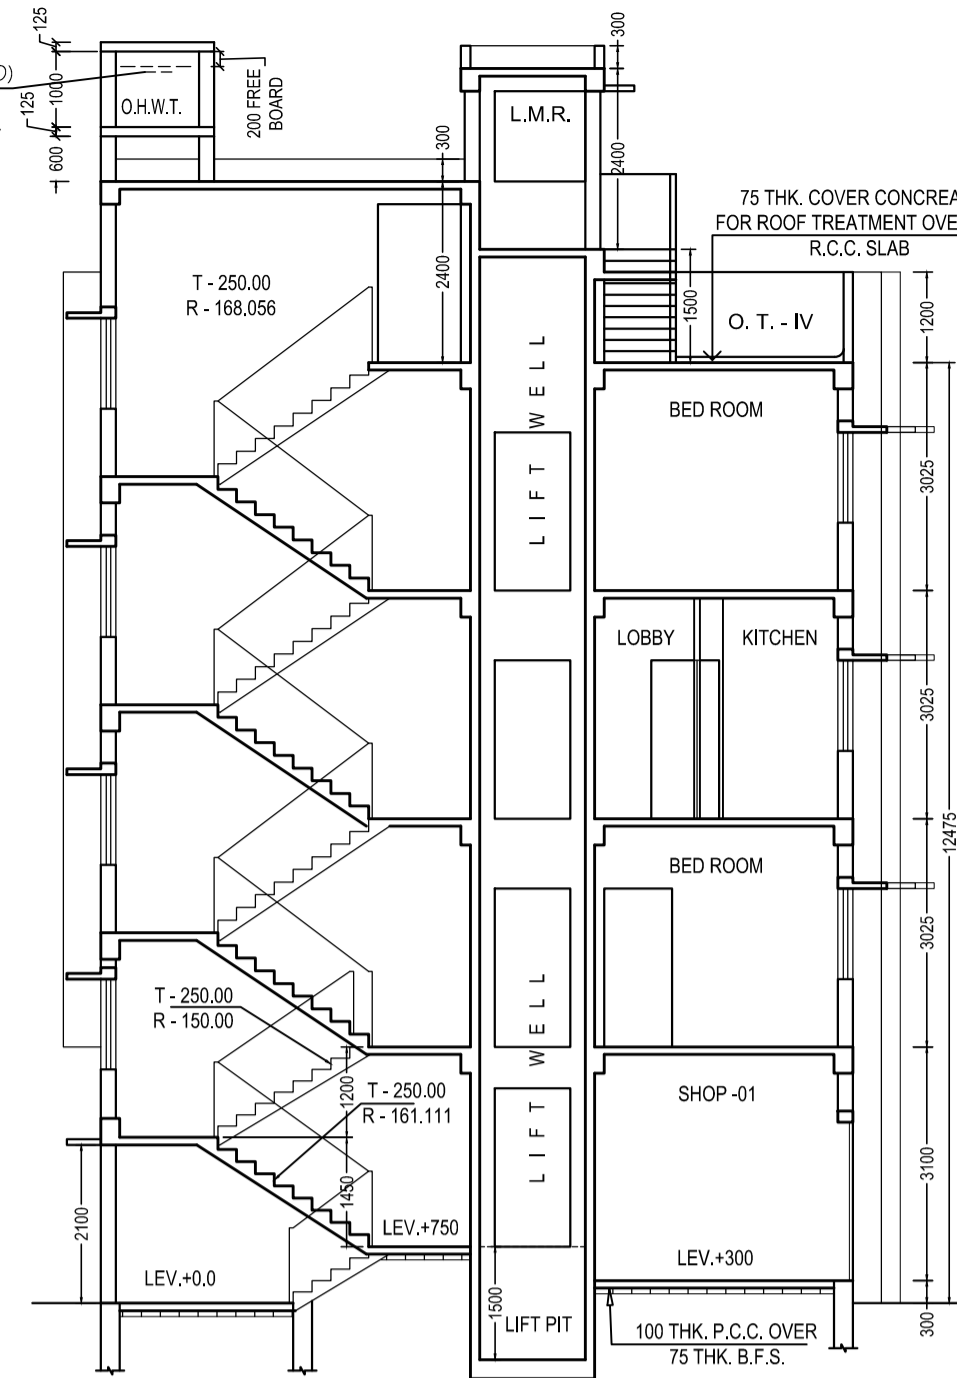 125
300
D)
1000
125
O.H.W.T.
200 FREE
BOARD
L.M.R.
600
300
2400
75 THK. COVER CONCREA
FOR ROOF TREATMENT OVE
R.C.C. SLAB
T - 250.00
R - 168.056
2400
1500
O. T. - IV
1200
LIFT WELL
BED ROOM
3025
LOBBY
KITCHEN
3025
12475
BED ROOM
3025
T - 250.00
R - 150.00
LIFT WELL
1200
T - 250.00
R - 161.111
SHOP -01
3100
2100
1450
LEV.+750
LEV.+0.0
LEV.+300
1500
LIFT PIT
100 THK. P.C.C. OVER
75 THK. B.F.S.
300